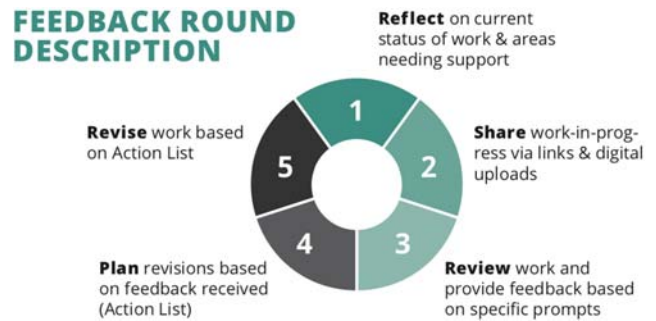 FEEDBACK ROUND
DESCRIPTION
Reflect on current
status of work & areas
needing support
1
Share work-in-prog-
ress via links & digital
uploads
2
Review work and
provide feedback based
on specific prompts
3
Plan revisions based
on feedback received
(Action List)
4
Revise work based
on Action List
5